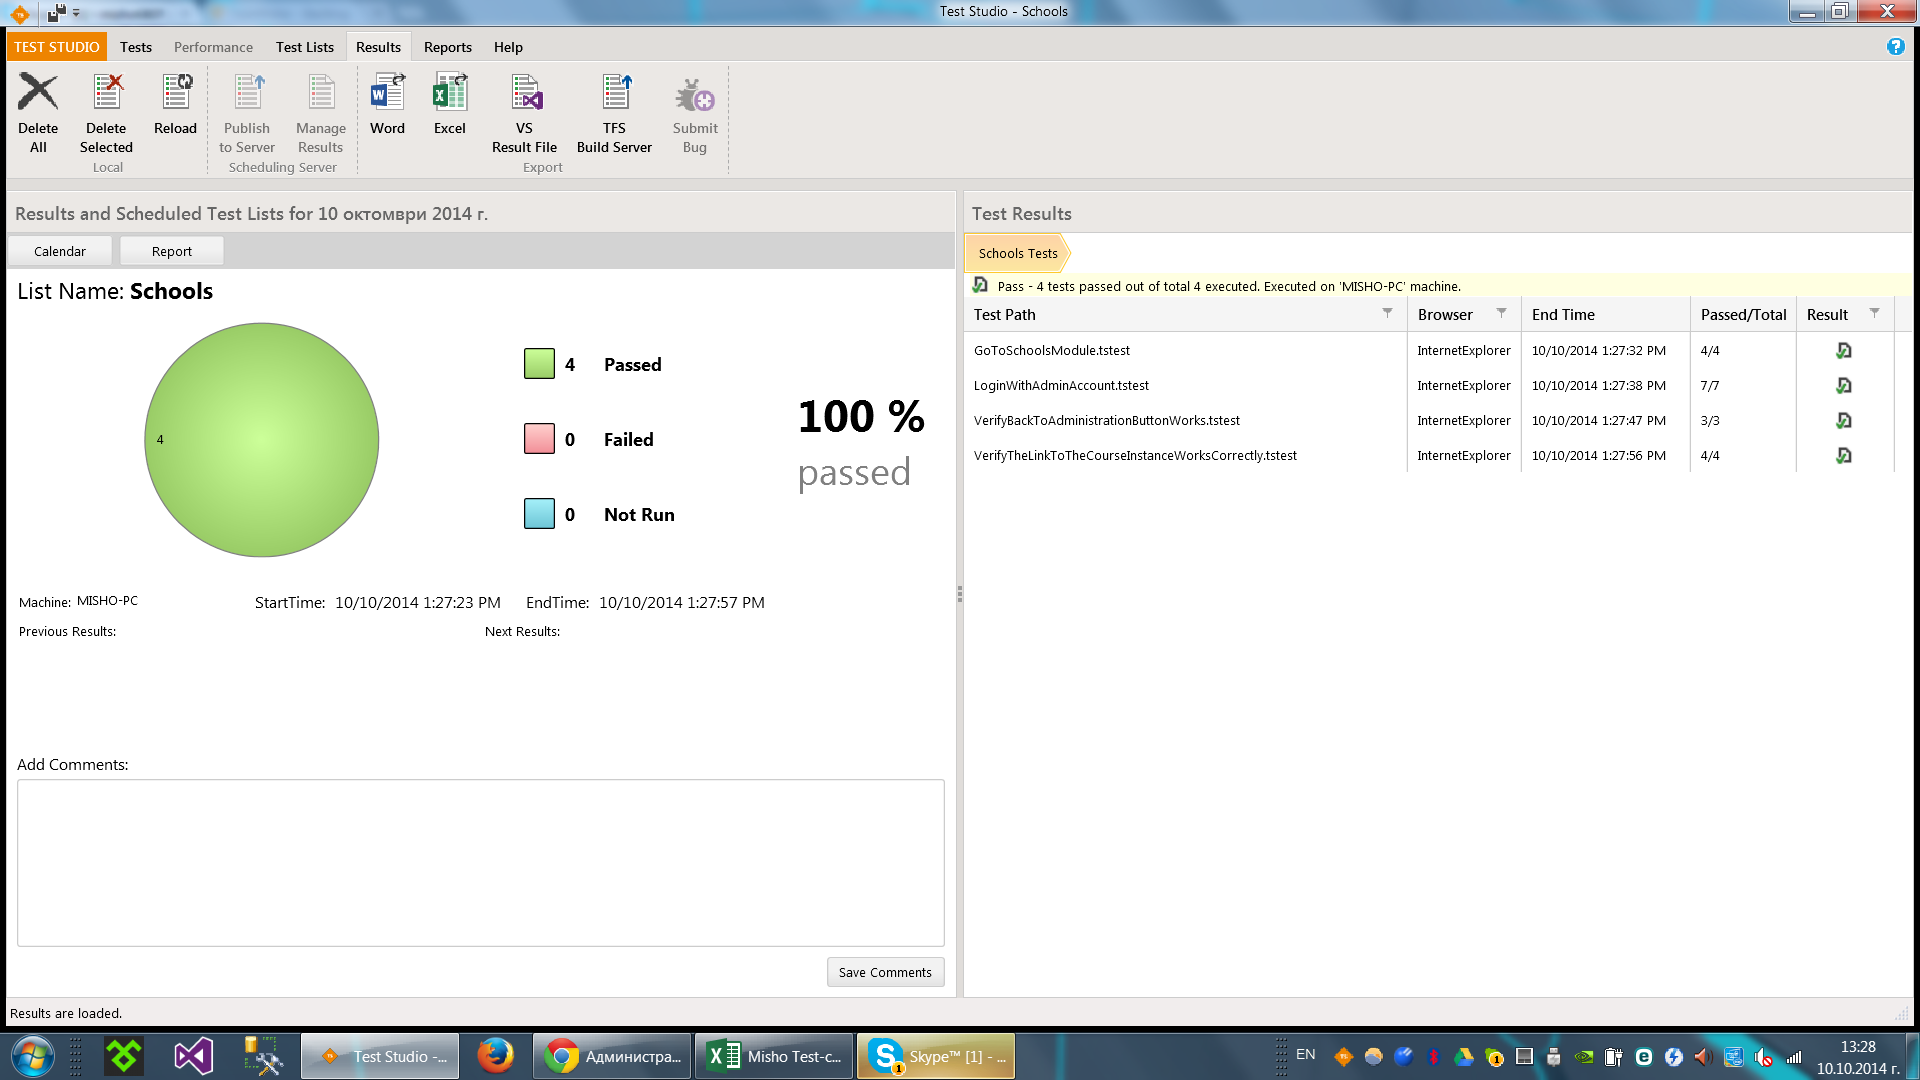 Test Studio - Schools
TEST STUDIO Tests Performance Test Lists Results Reports Help
Delete All
Delete Selected
Reload
Local
Publish to Server
Manage Results
Scheduling Server
Word
Excel
VS Result File
TFS Build Server
Submit Bug
Export
Results and Scheduled Test Lists for 10 октомври 2014 г.
Calendar Report
List Name: Schools
4
4 Passed
0 Failed
0 Not Run
100 %
passed
Machine: MISHO-PC StartTime: 10/10/2014 1:27:23 PM EndTime: 10/10/2014 1:27:57 PM
Previous Results: Next Results:
Add Comments:
Save Comments
Test Results
Schools Tests
Pass - 4 tests passed out of total 4 executed. Executed on 'MISHO-PC' machine.
Test Path Browser End Time Passed/Total Result
GoToSchoolsModule.tstest InternetExplorer 10/10/2014 1:27:32 PM 4/4
LoginWithAdminAccount.tstest InternetExplorer 10/10/2014 1:27:38 PM 7/7
VerifyBackToAdministrationButtonWorks.tstest InternetExplorer 10/10/2014 1:27:47 PM 3/3
VerifyTheLinkToTheCourseInstanceWorksCorrectly.tstest InternetExplorer 10/10/2014 1:27:56 PM 4/4
Results are loaded.
Test Studio -... Администра... Misho Test-c... Skype™ [1] - ... EN 13:28
10.10.2014 г.